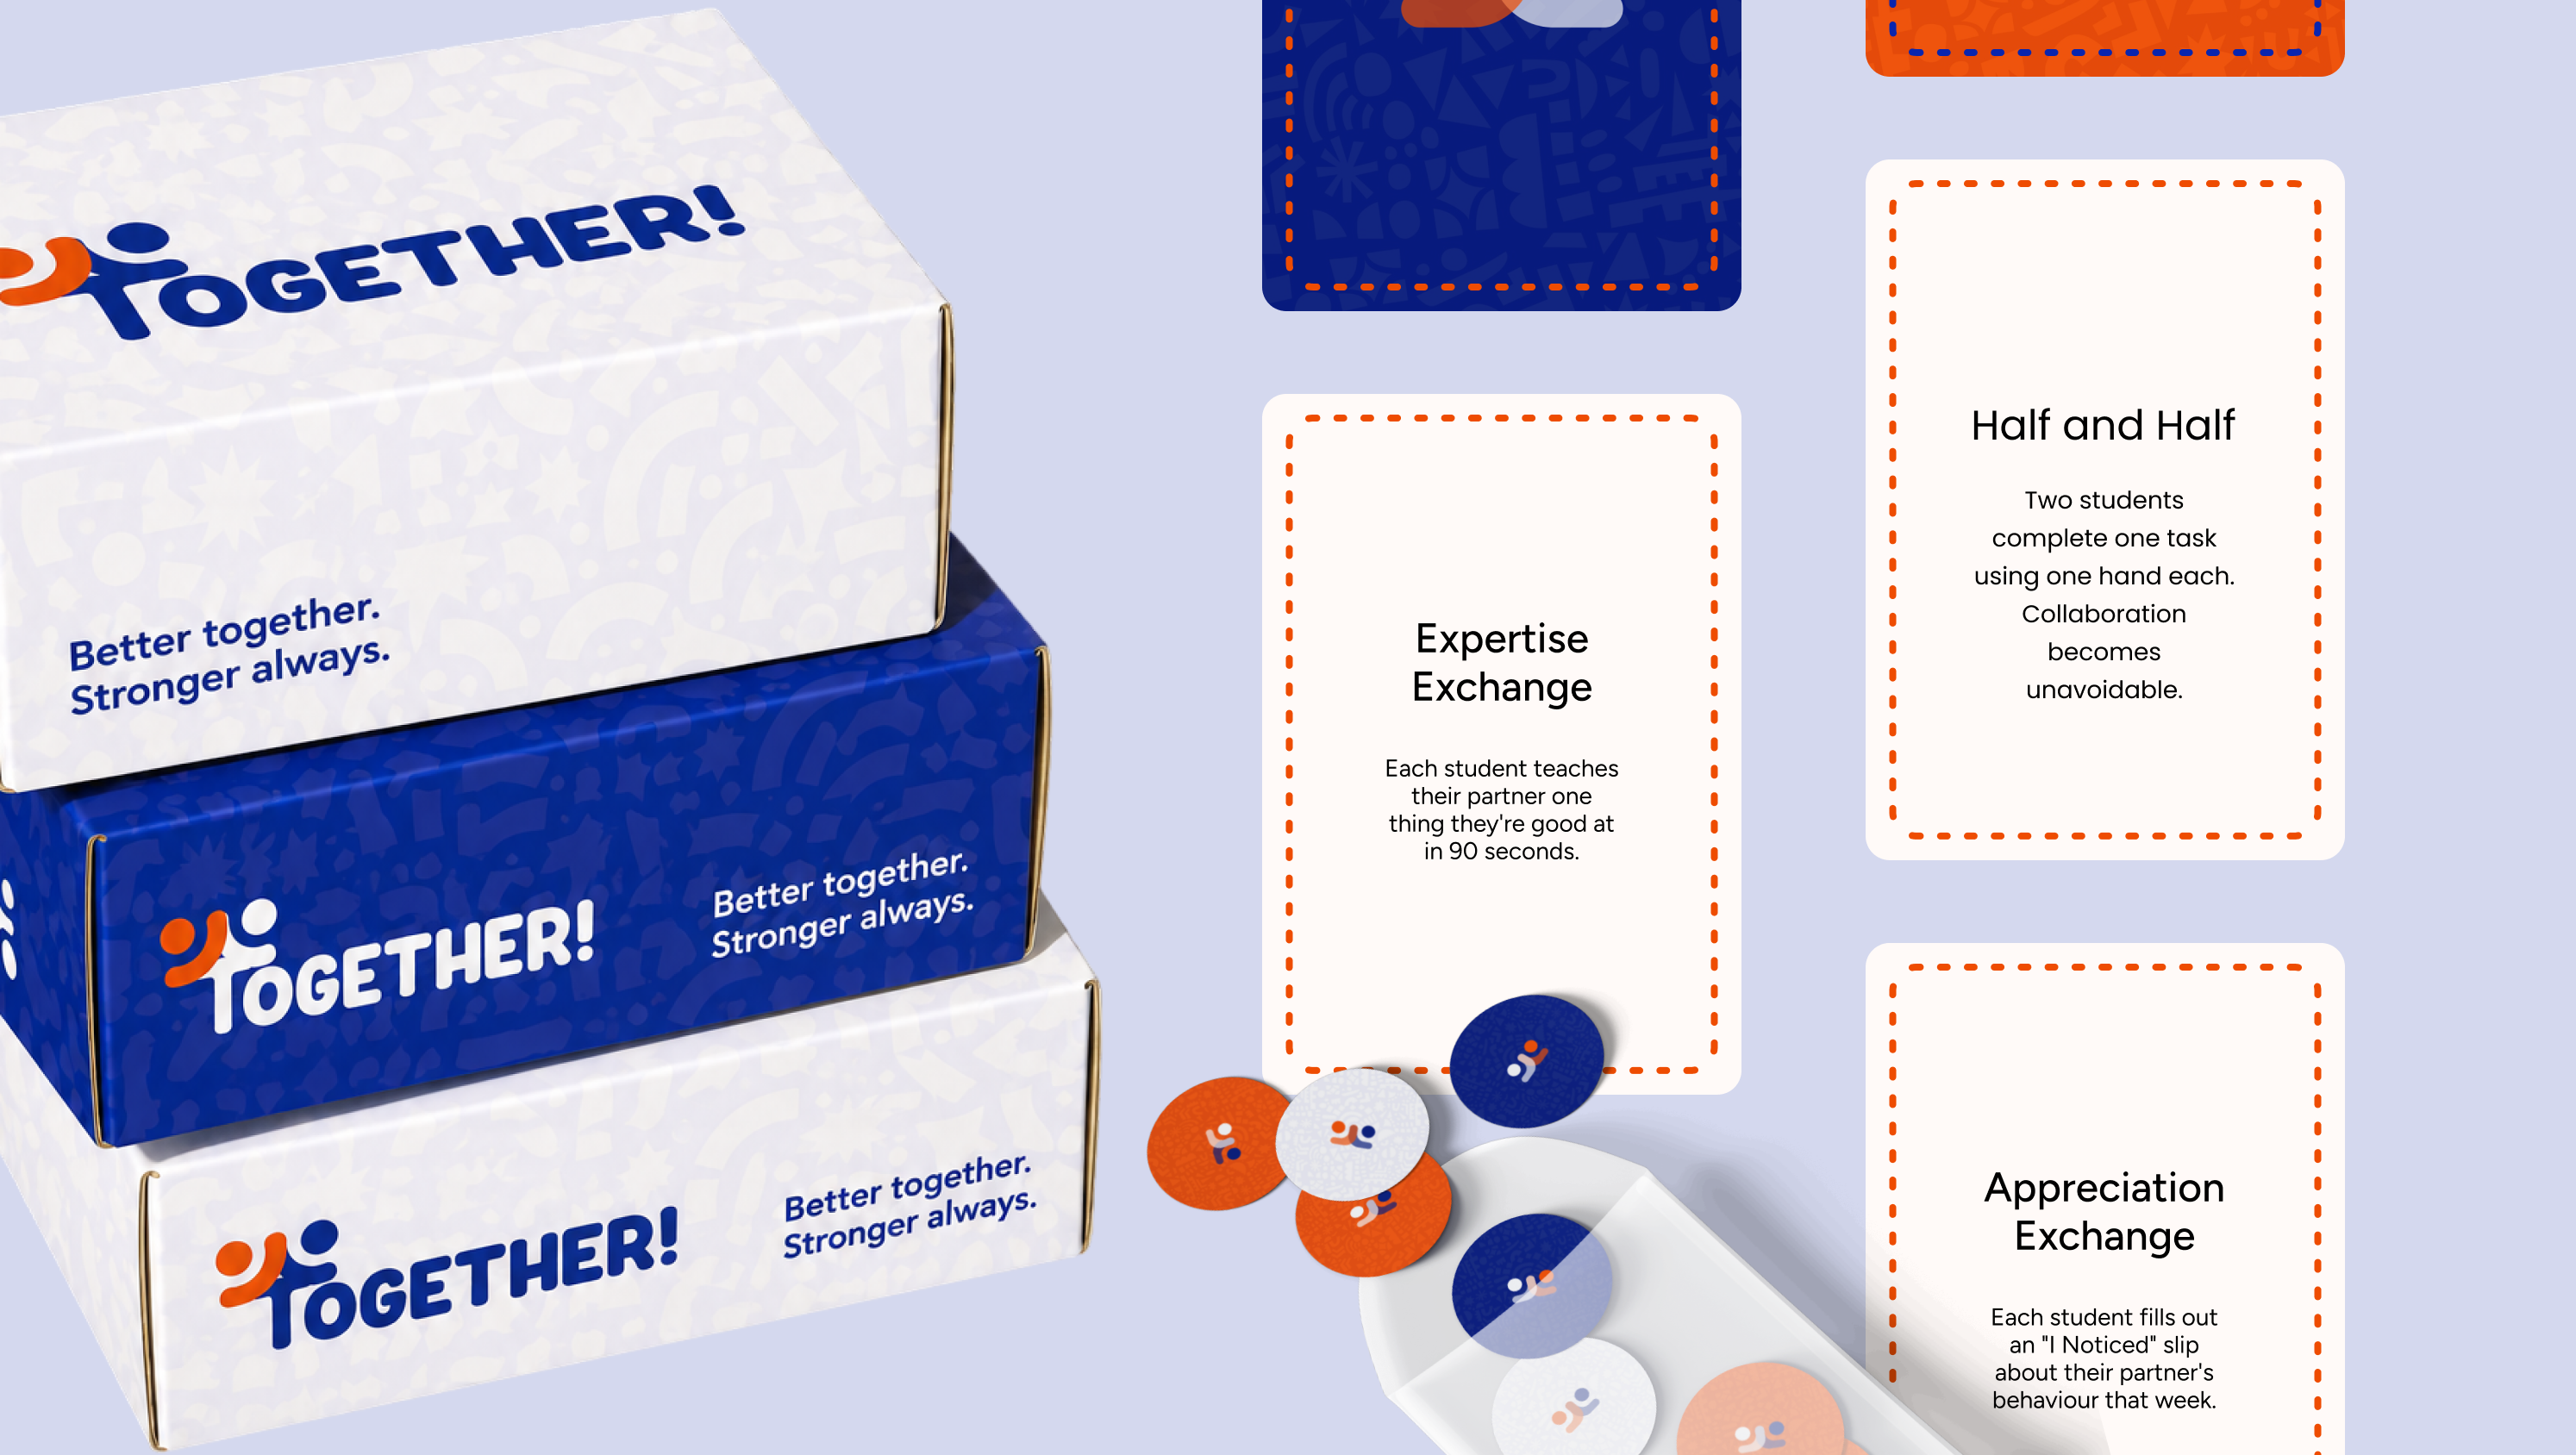 TOGETHER!
Better together.
Stronger always.
TOGETHER!
Better together.
Stronger always.
TOGETHER!
Better together.
Stronger always.
Expertise
Exchange
Each student teaches
their partner one
thing they're good at
in 90 seconds.
Half and Half
Two students
complete one task
using one hand each.
Collaboration
becomes
unavoidable.
Appreciation
Exchange
Each student fills out
an "I Noticed" slip
about their partner's
behaviour that week.